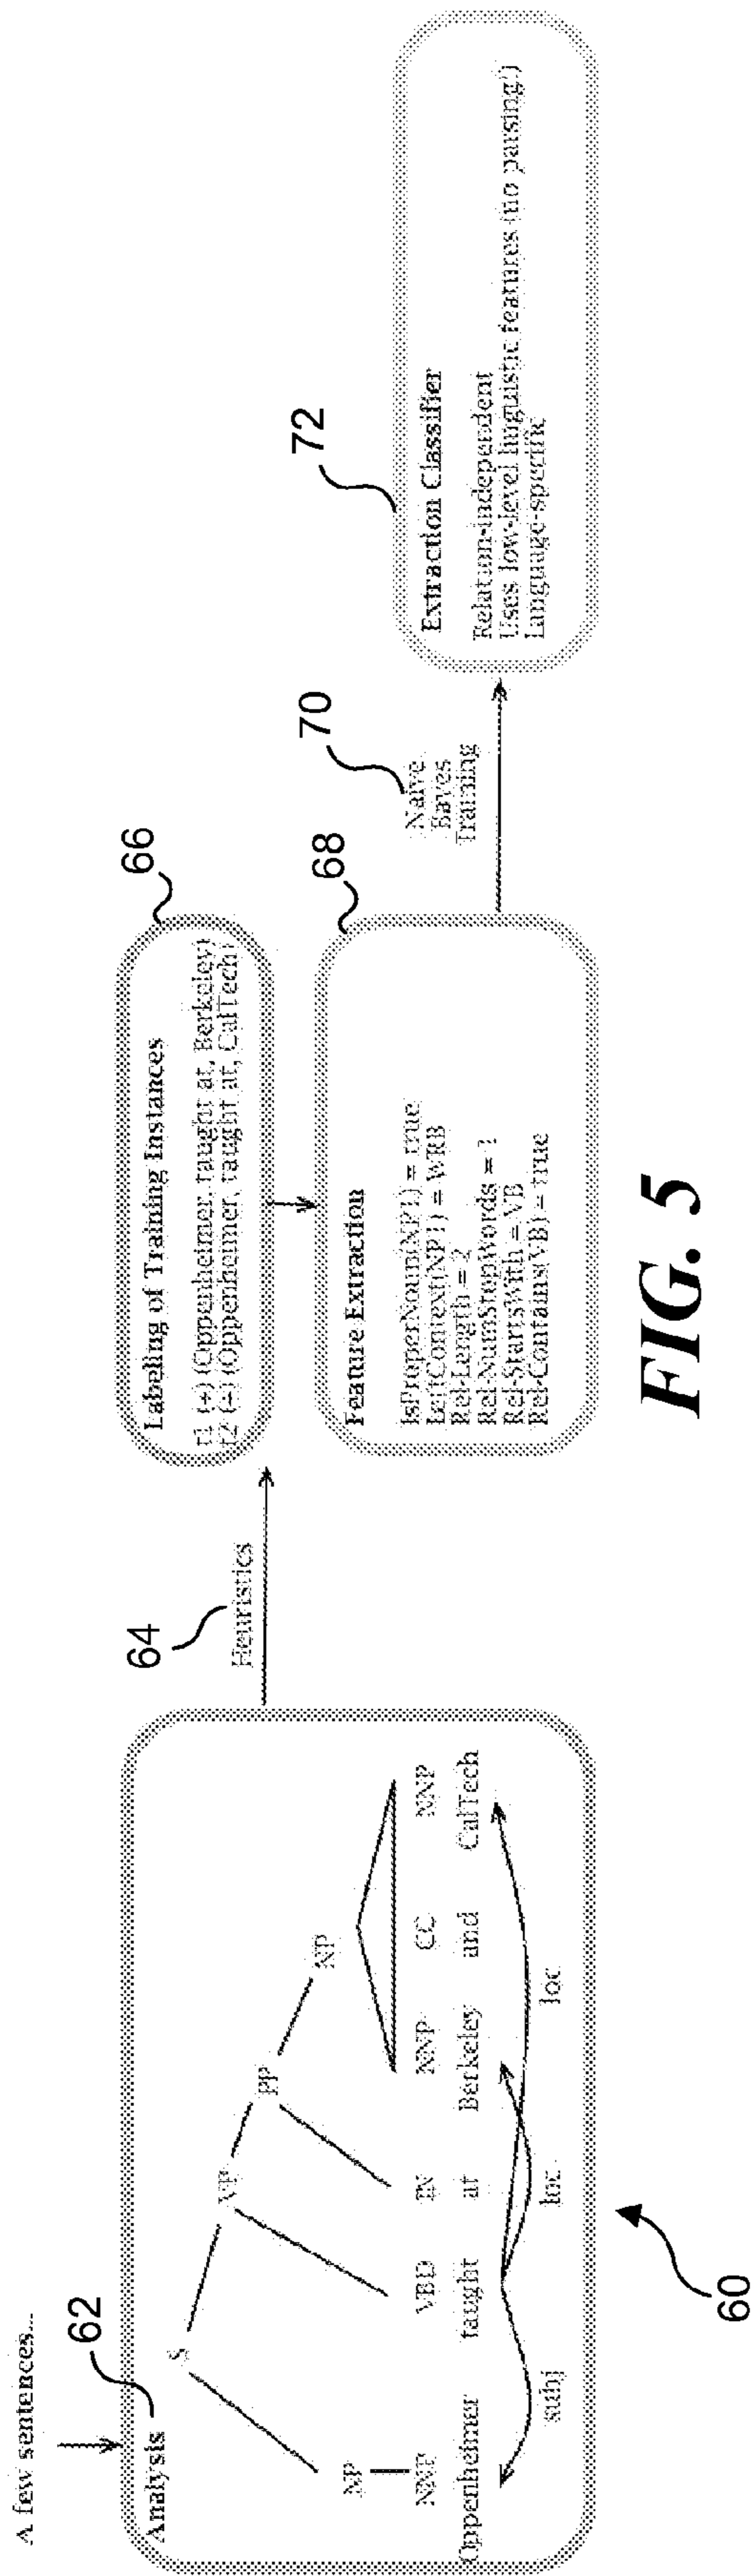 A few sentences...
Analysis
62
S
VP
PP
NP
NP
NNP VBD IN NNP CC NNP
Oppenheimer taught at Berkeley and CalTech
subj loc loc
60
64
Heuristics
66
Labeling of Training Instances
(Oppenheimer, taught at, Berkeley)
(Oppenheimer, taught at, CalTech)
68
Feature Extraction
IsProperNoun(NP1) = true
LeftContext(NP1) = WRB
Rel-Length = 2
Rel-NumStopWords = 1
Rel-StartsWith = VB
Rel-Contains(VB) = true
70
Naive
Bayes
Training
72
Extraction Classifier
Relation-independent
Uses low-level linguistic features (no parsing!)
Language-specific
FIG. 5